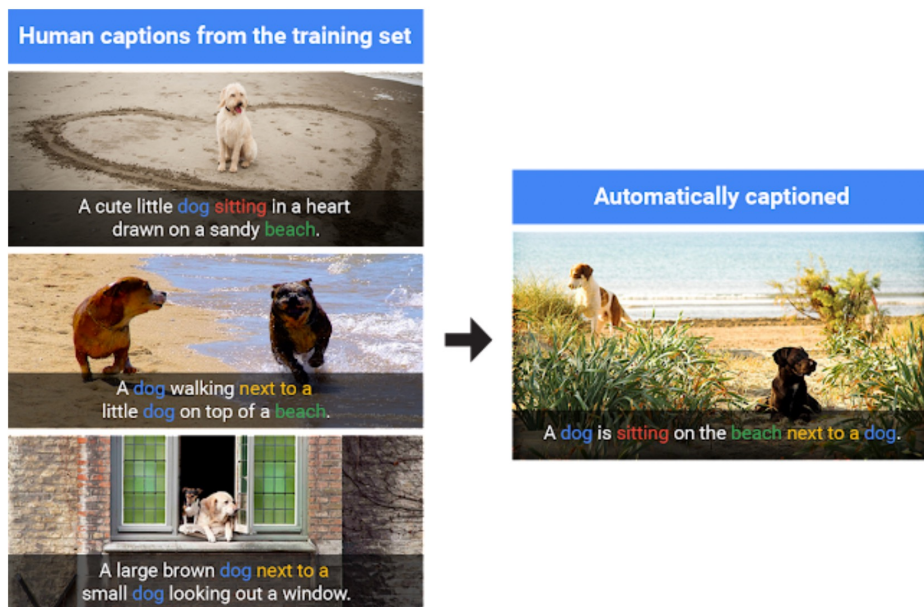 Human captions from the training set
A cute little dog sitting in a heart
drawn on a sandy beach.
A dog walking next to a
little dog on top of a beach.
A large brown dog next to a
small dog looking out a window.
Automatically captioned
A dog is sitting on the beach next to a dog.